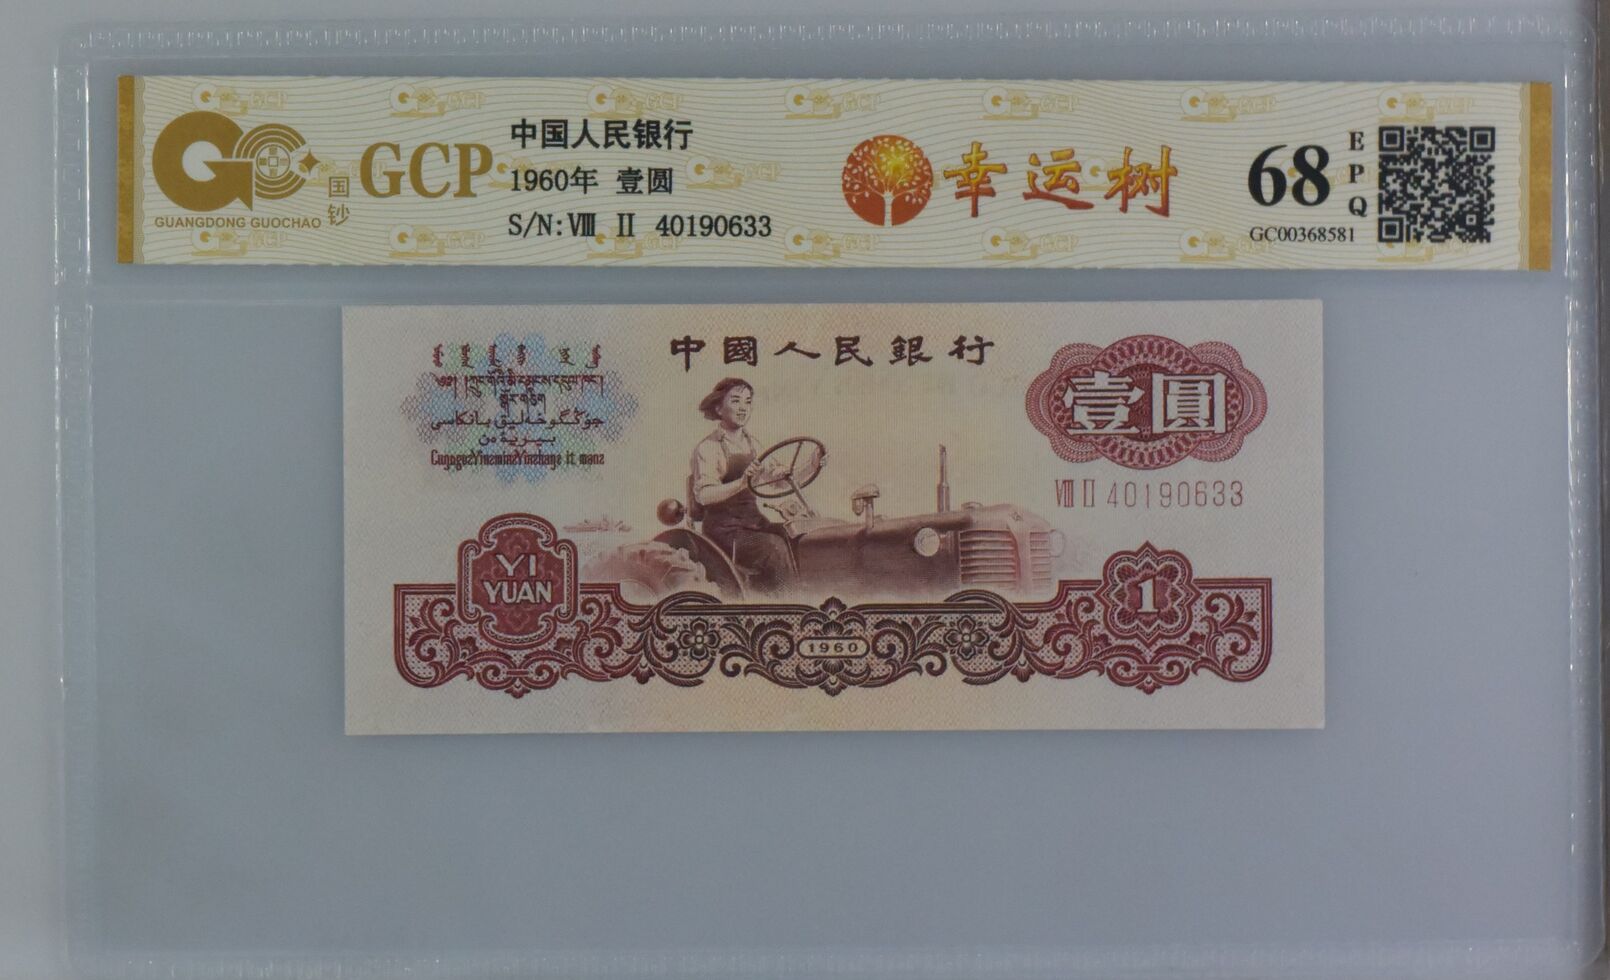 GUANGDONG GUOCHAO
国钞
GCP
中国人民银行
1960年 壹圆
S/N: Ⅷ Ⅱ 40190633
幸运树
68
EPQ
GC00368581
中國人民銀行
壹圓
Ⅷ Ⅱ 40190633
YI
YUAN
1960
1